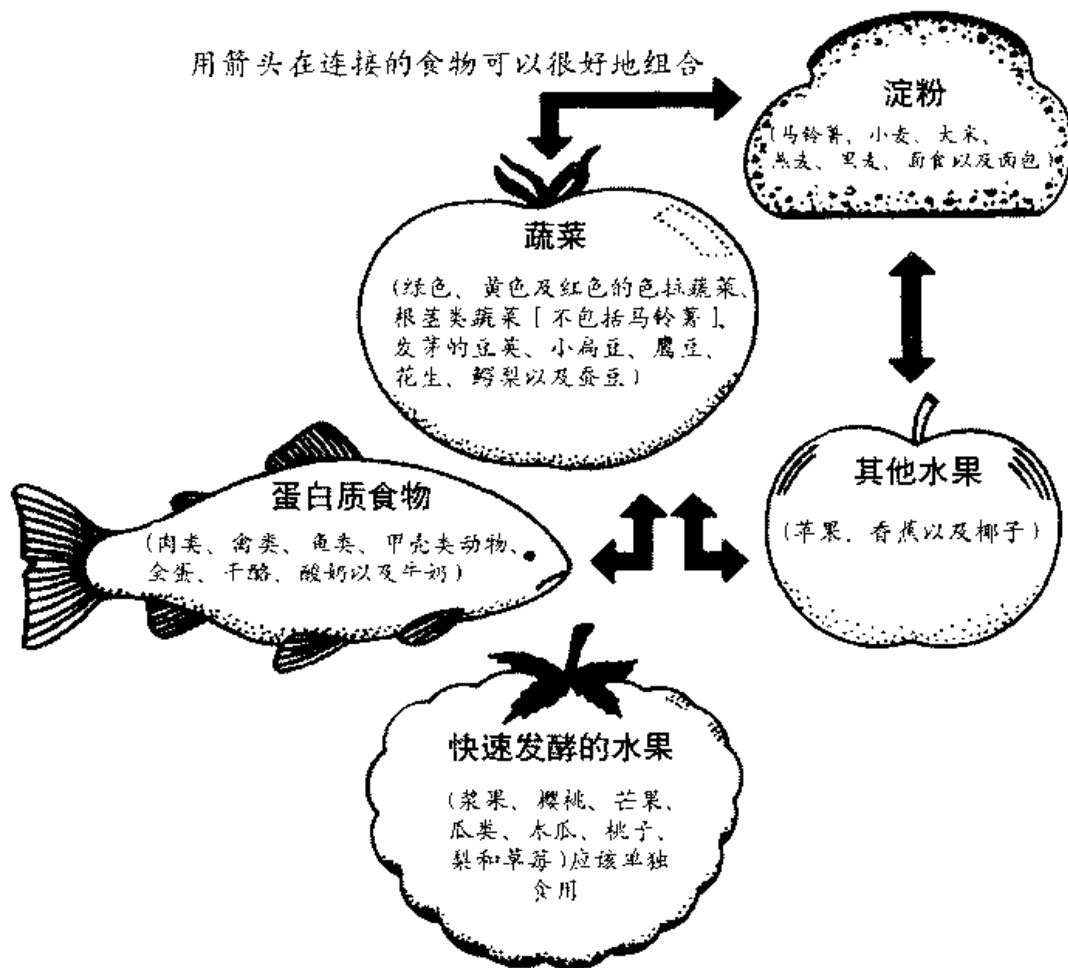 用箭头在连接的食物可以很好地组合
淀粉
(马铃薯、小麦、大米、
燕麦、黑麦、面食以及面包)
蔬菜
(绿色、黄色及红色的色拉蔬菜、
根茎类蔬菜[不包括马铃薯]、
发芽的豆荚、小扁豆、鹰豆、
花生、鳄梨以及蚕豆)
其他水果
(苹果、香蕉以及椰子)
蛋白质食物
(肉类、禽类、鱼类、甲壳类动物、
全蛋、干酪、酸奶以及牛奶)
快速发酵的水果
(浆果、樱桃、芒果、
瓜类、木瓜、桃子、
梨和草莓)应该单独
食用